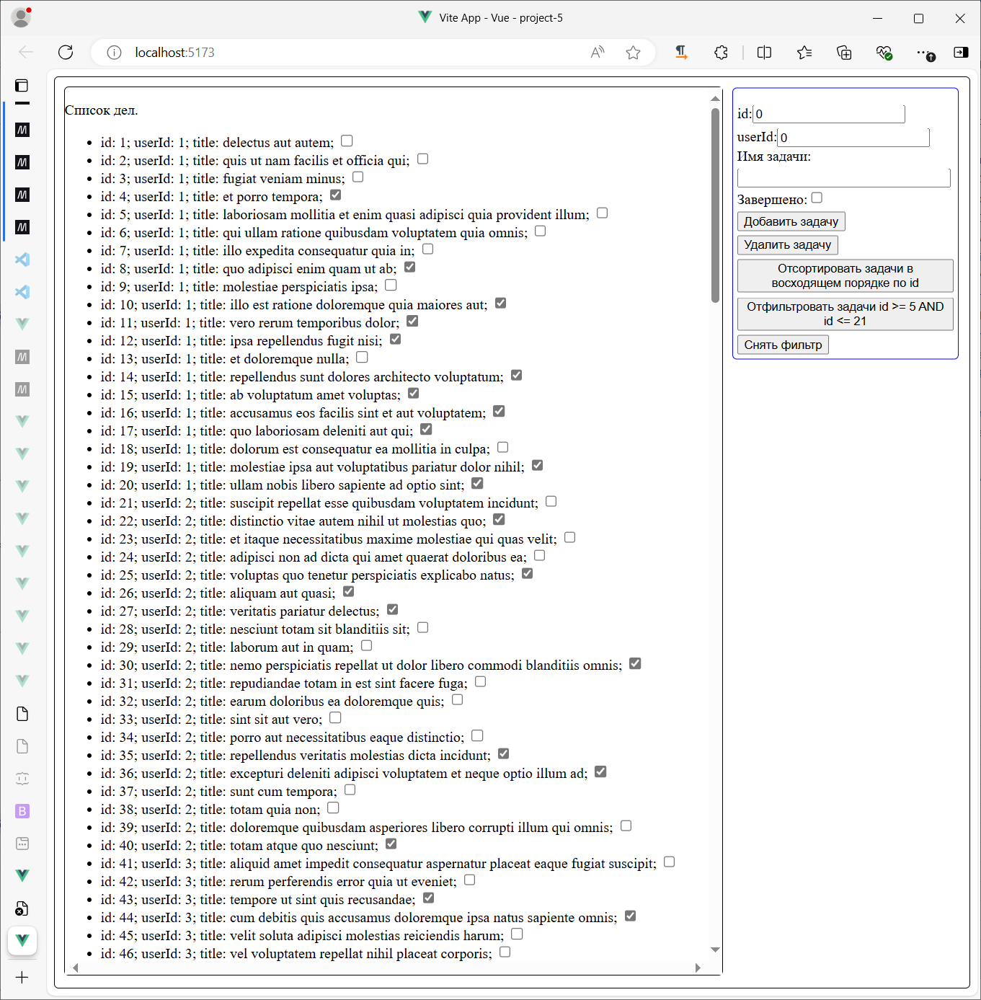 Vite App - Vue - project-5
localhost:5173
Список дел.
id: 1; userId: 1; title: delectus aut autem;
id: 2; userId: 1; title: quis ut nam facilis et officia qui;
id: 3; userId: 1; title: fugiat veniam minus;
id: 4; userId: 1; title: et porro tempora;
id: 5; userId: 1; title: laboriosam mollitia et enim quasi adipisci quia provident illum;
id: 6; userId: 1; title: qui ullam ratione quibusdam voluptatem quia omnis;
id: 7; userId: 1; title: illo expedita consequatur quia in;
id: 8; userId: 1; title: quo adipisci enim quam ut ab;
id: 9; userId: 1; title: molestiae perspiciatis ipsa;
id: 10; userId: 1; title: illo est ratione doloremque quia maiores aut;
id: 11; userId: 1; title: vero rerum temporibus dolor;
id: 12; userId: 1; title: ipsa repellendus fugit nisi;
id: 13; userId: 1; title: et doloremque nulla;
id: 14; userId: 1; title: repellendus sunt dolores architecto voluptatum;
id: 15; userId: 1; title: ab voluptatum amet voluptas;
id: 16; userId: 1; title: accusamus eos facilis sint et aut voluptatem;
id: 17; userId: 1; title: quo laboriosam deleniti aut qui;
id: 18; userId: 1; title: dolorum est consequatur ea mollitia in culpa;
id: 19; userId: 1; title: molestiae ipsa aut voluptatibus pariatur dolor nihil;
id: 20; userId: 1; title: ullam nobis libero sapiente ad optio sint;
id: 21; userId: 2; title: suscipit repellat esse quibusdam voluptatem incidunt;
id: 22; userId: 2; title: distinctio vitae autem nihil ut molestias quo;
id: 23; userId: 2; title: et itaque necessitatibus maxime molestiae qui quas velit;
id: 24; userId: 2; title: adipisci non ad dicta qui amet quaerat doloribus ea;
id: 25; userId: 2; title: voluptas quo tenetur perspiciatis explicabo natus;
id: 26; userId: 2; title: aliquam aut quasi;
id: 27; userId: 2; title: veritatis pariatur delectus;
id: 28; userId: 2; title: nesciunt totam sit blanditiis sit;
id: 29; userId: 2; title: laborum aut in quam;
id: 30; userId: 2; title: nemo perspiciatis repellat ut dolor libero commodi blanditiis omnis;
id: 31; userId: 2; title: repudiandae totam in est sint facere fuga;
id: 32; userId: 2; title: earum doloribus ea doloremque quis;
id: 33; userId: 2; title: sint sit aut vero;
id: 34; userId: 2; title: porro aut necessitatibus eaque distinctio;
id: 35; userId: 2; title: repellendus veritatis molestias dicta incidunt;
id: 36; userId: 2; title: excepturi deleniti adipisci voluptatem et neque optio illum ad;
id: 37; userId: 2; title: sunt cum tempora;
id: 38; userId: 2; title: totam quia non;
id: 39; userId: 2; title: doloremque quibusdam asperiores libero corrupti illum qui omnis;
id: 40; userId: 2; title: totam atque quo nesciunt;
id: 41; userId: 3; title: aliquid amet impedit consequatur aspernatur placeat eaque fugiat suscipit;
id: 42; userId: 3; title: rerum perferendis error quia ut eveniet;
id: 43; userId: 3; title: tempore ut sint quis recusandae;
id: 44; userId: 3; title: cum debitis quis accusamus doloremque ipsa natus sapiente omnis;
id: 45; userId: 3; title: velit soluta adipisci molestias reiciendis harum;
id: 46; userId: 3; title: vel voluptatem repellat nihil placeat corporis;
id: 0
userId: 0
Имя задачи:
Завершено:
Добавить задачу
Удалить задачу
Отсортировать задачи в
восходящем порядке по id
Отфильтровать задачи id >= 5 AND
id <= 21
Снять фильтр